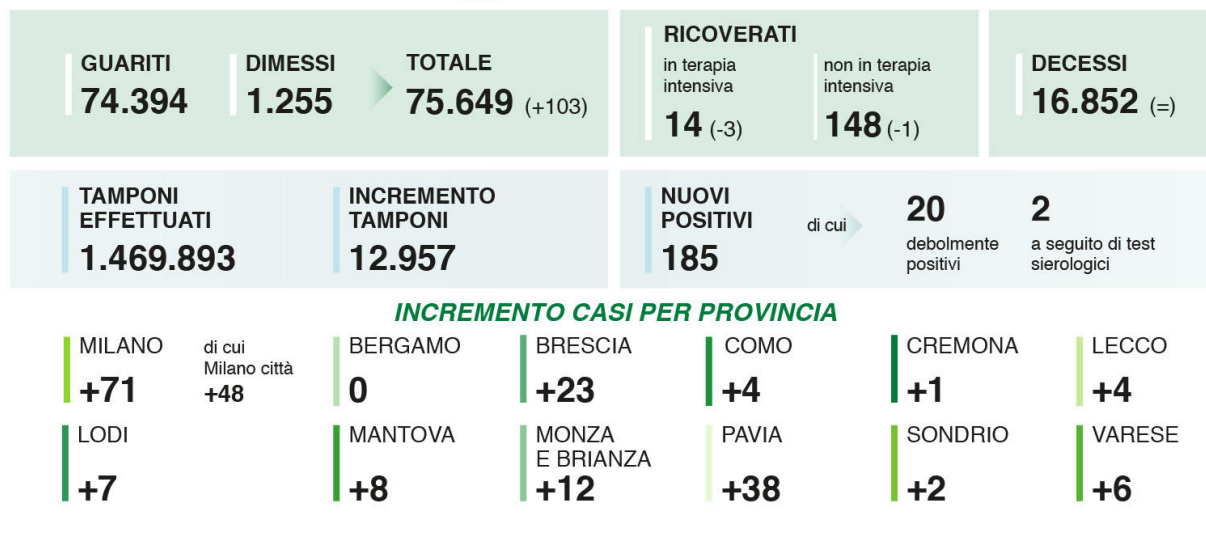 GUARITI
74.394
DIMESSI
1.255
TOTALE
75.649 (+103)
RICOVERATI
in terapia
intensiva
14 (-3)
non in terapia
intensiva
148 (-1)
DECESSI
16.852 (=)
TAMPONI
EFFETTUATI
1.469.893
INCREMENTO
TAMPONI
12.957
NUOVI
POSITIVI
185
di cui
20
debolmente
positivi
2
a seguito di test
sierologici
INCREMENTO CASI PER PROVINCIA
MILANO
+71
di cui
Milano città
+48
BERGAMO
0
BRESCIA
+23
COMO
+4
CREMONA
+1
LECCO
+4
LODI
+7
MANTOVA
+8
MONZA
E BRIANZA
+12
PAVIA
+38
SONDRIO
+2
VARESE
+6